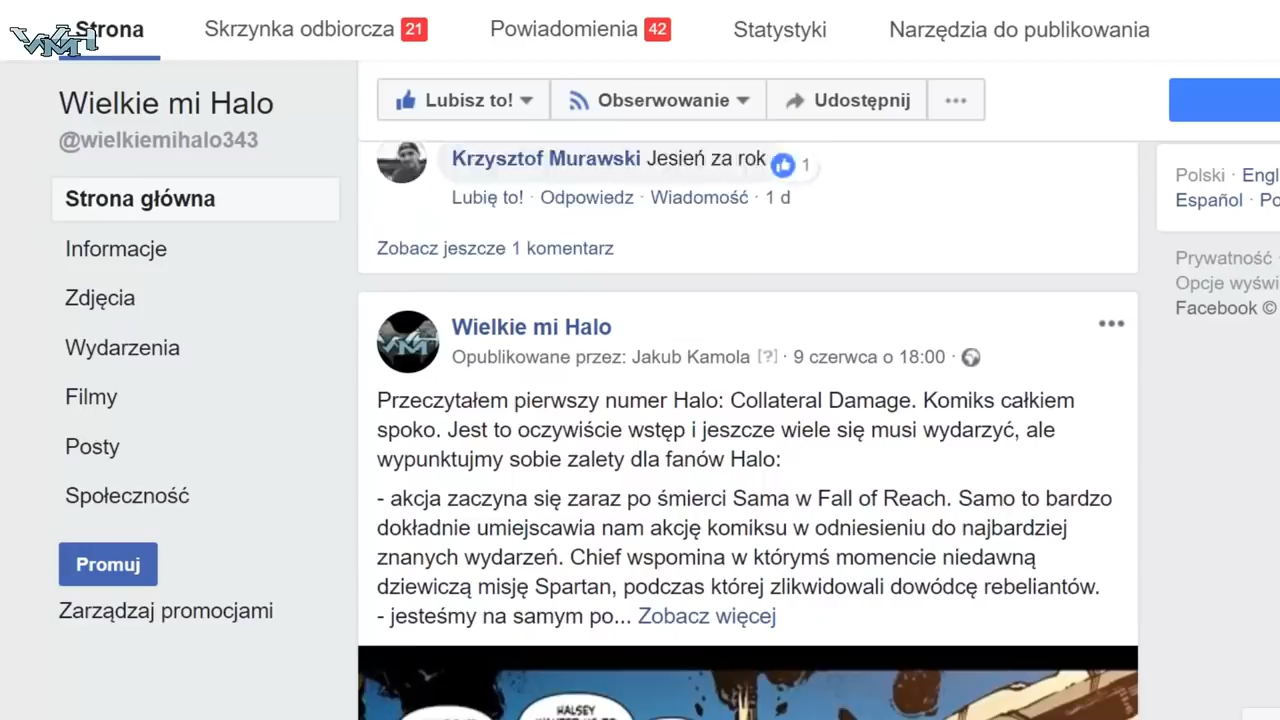 Strona
Skrzynka odbiorcza 21
Powiadomienia 42
Statystyki
Narzędzia do publikowania
VMH
Wielkie mi Halo
@wielkiemihalo343
Strona główna
Informacje
Zdjęcia
Wydarzenia
Filmy
Posty
Społeczność
Promuj
Zarządzaj promocjami
Lubisz to!
Obserwowanie
Udostępnij
Krzysztof Murawski Jesień za rok 1
Lubię to! · Odpowiedz · Wiadomość · 1 d
Zobacz jeszcze 1 komentarz
Wielkie mi Halo
Opublikowane przez: Jakub Kamola [?] · 9 czerwca o 18:00 ·
Przeczytałem pierwszy numer Halo: Collateral Damage. Komiks całkiem
spoko. Jest to oczywiście wstęp i jeszcze wiele się musi wydarzyć, ale
wypunktujmy sobie zalety dla fanów Halo:
- akcja zaczyna się zaraz po śmierci Sama w Fall of Reach. Samo to bardzo
dokładnie umiejscawia nam akcję komiksu w odniesieniu do najbardziej
znanych wydarzeń. Chief wspomina w którymś momencie niedawną
dziewiczą misję Spartan, podczas której zlikwidowali dowódcę rebeliantów.
- jesteśmy na samym po... Zobacz więcej
HALSEY
Polski · Engl
Español · Po
Prywatność ·
Opcje wyświ
Facebook ©